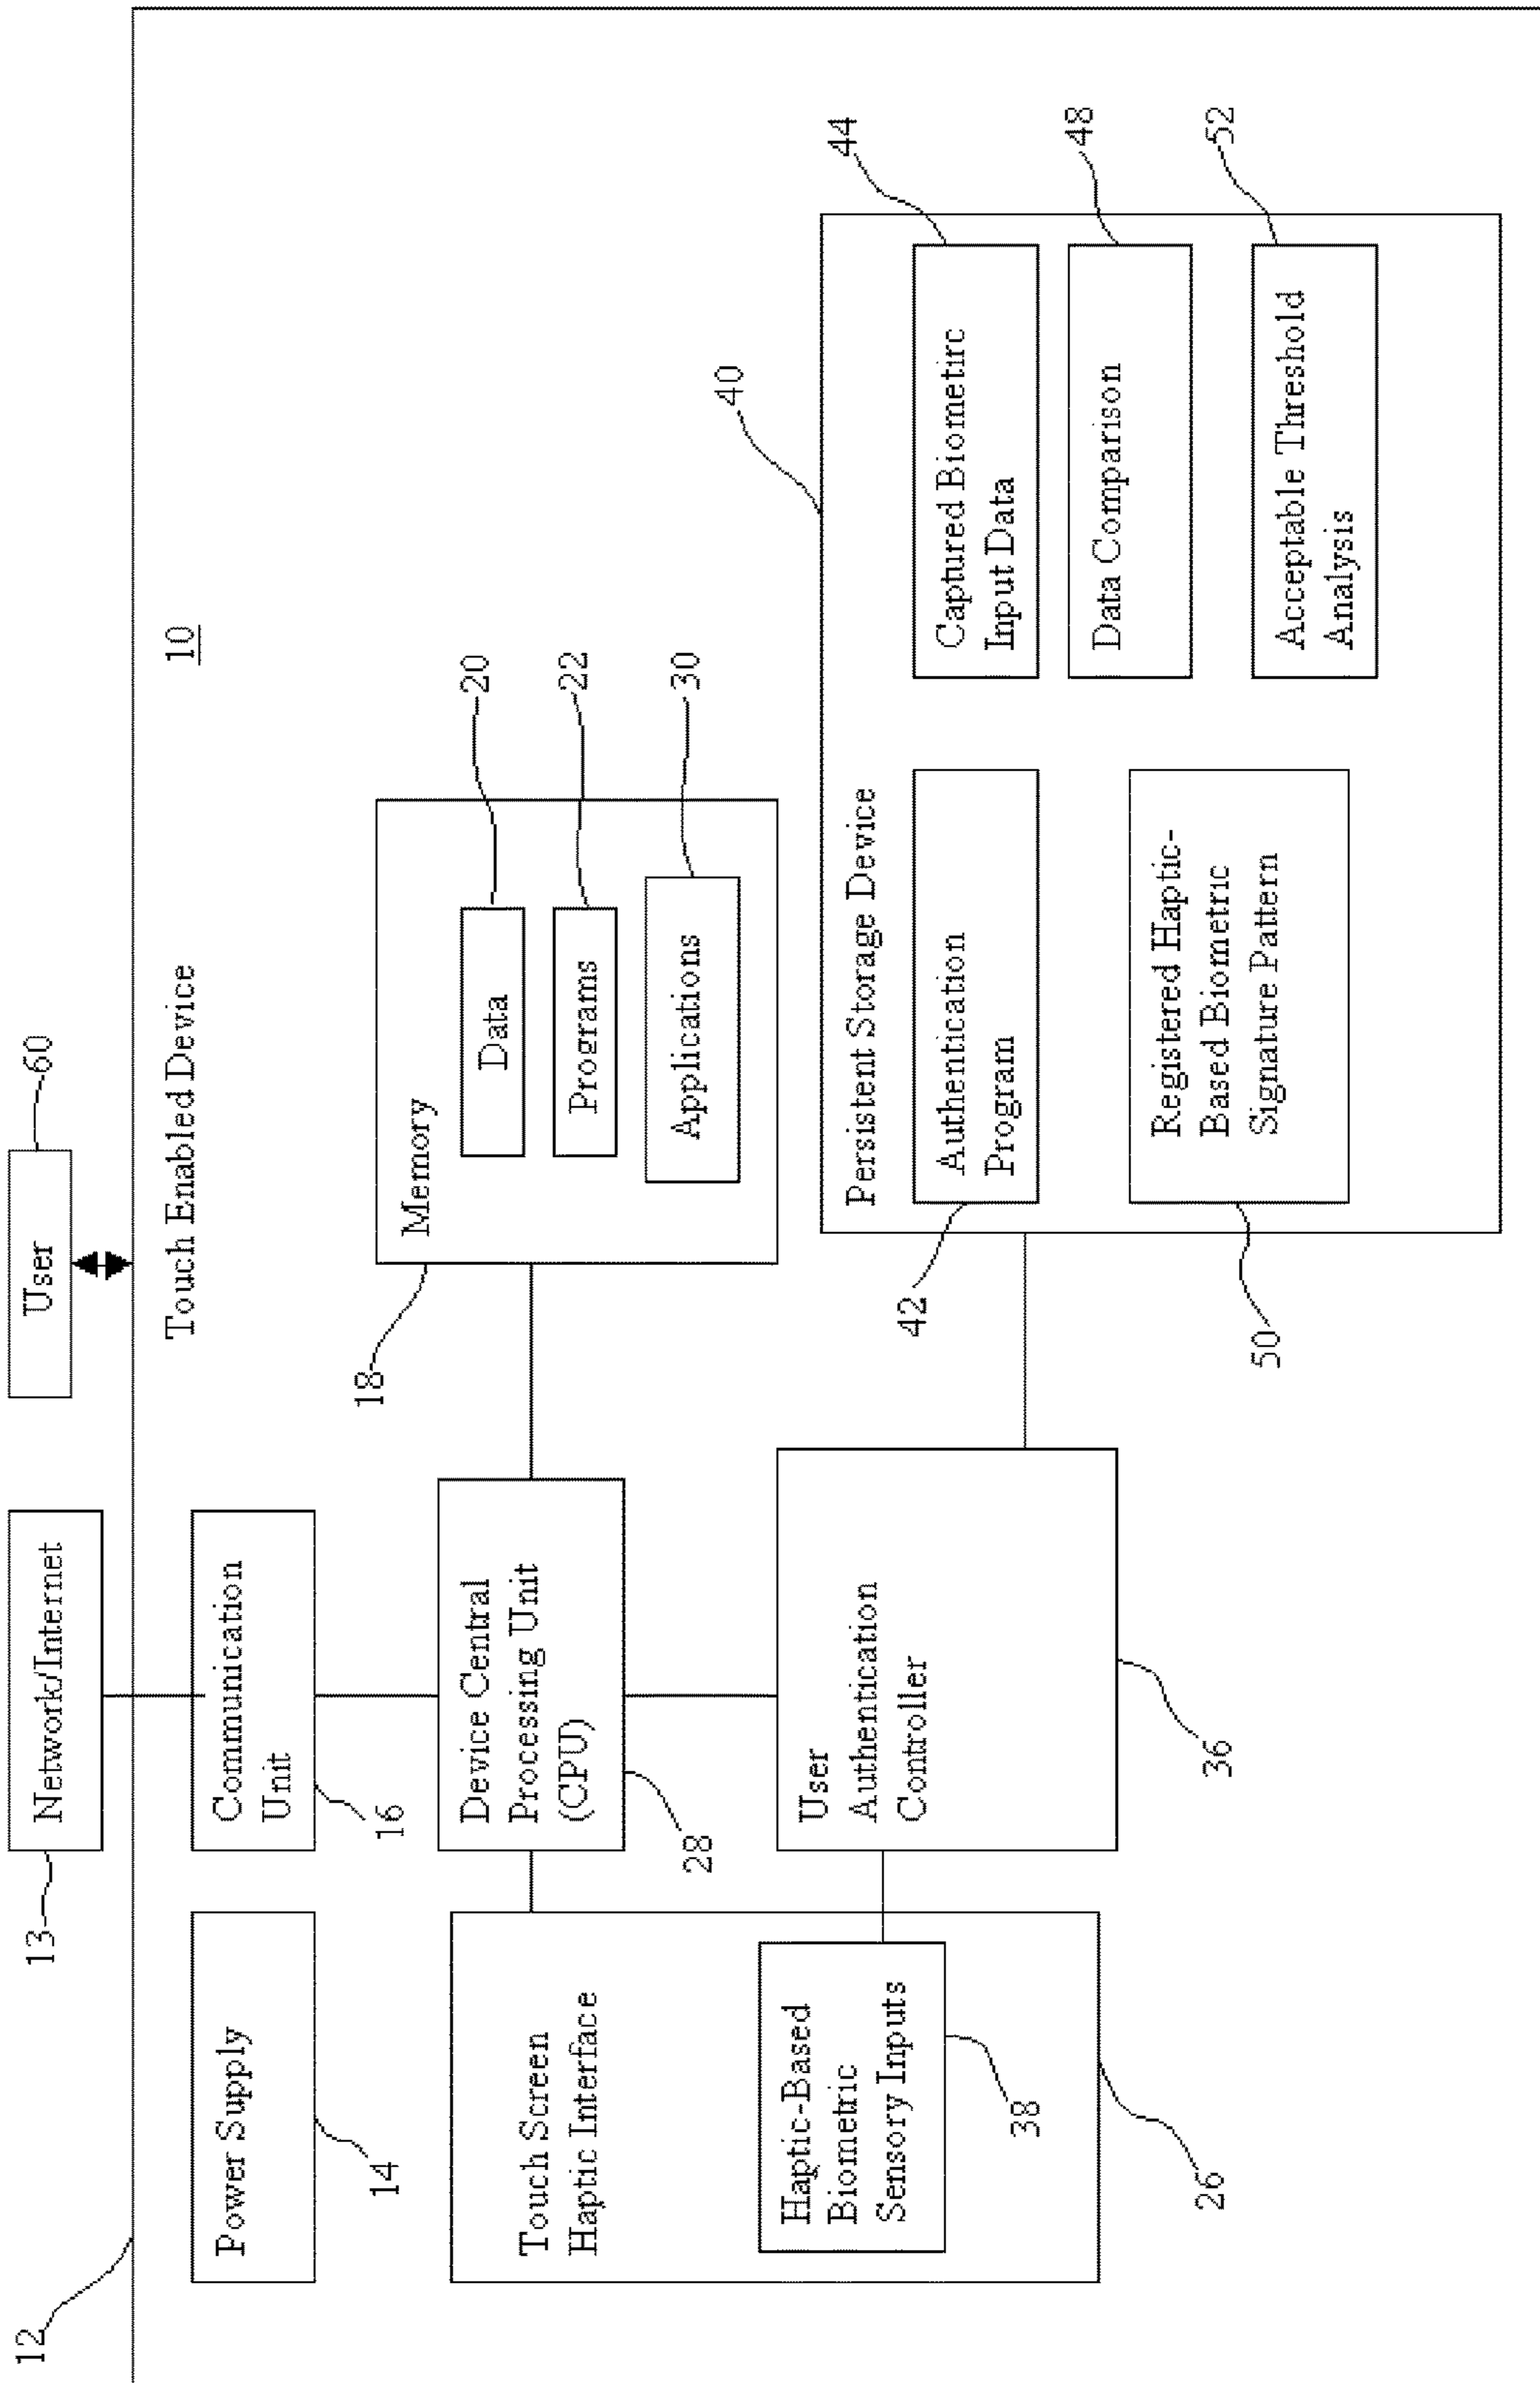 12
13
Network/Internet
User
60
Touch Enabled Device
10
Power Supply
14
Communication
Unit
16
Touch Screen
Haptic Interface
Haptic-Based
Biometric
Sensory Inputs
38
26
Device Central
Processing Unit
(CPU)
28
User
Authentication
Controller
36
18
Memory
Data
20
Programs
22
Applications
30
40
Persistent Storage Device
Authentication
Program
42
Registered Haptic-
Based Biometric
Signature Pattern
50
Captured Biometirc
Input Data
44
Data Comparison
48
Acceptable Threshold
Analysis
52